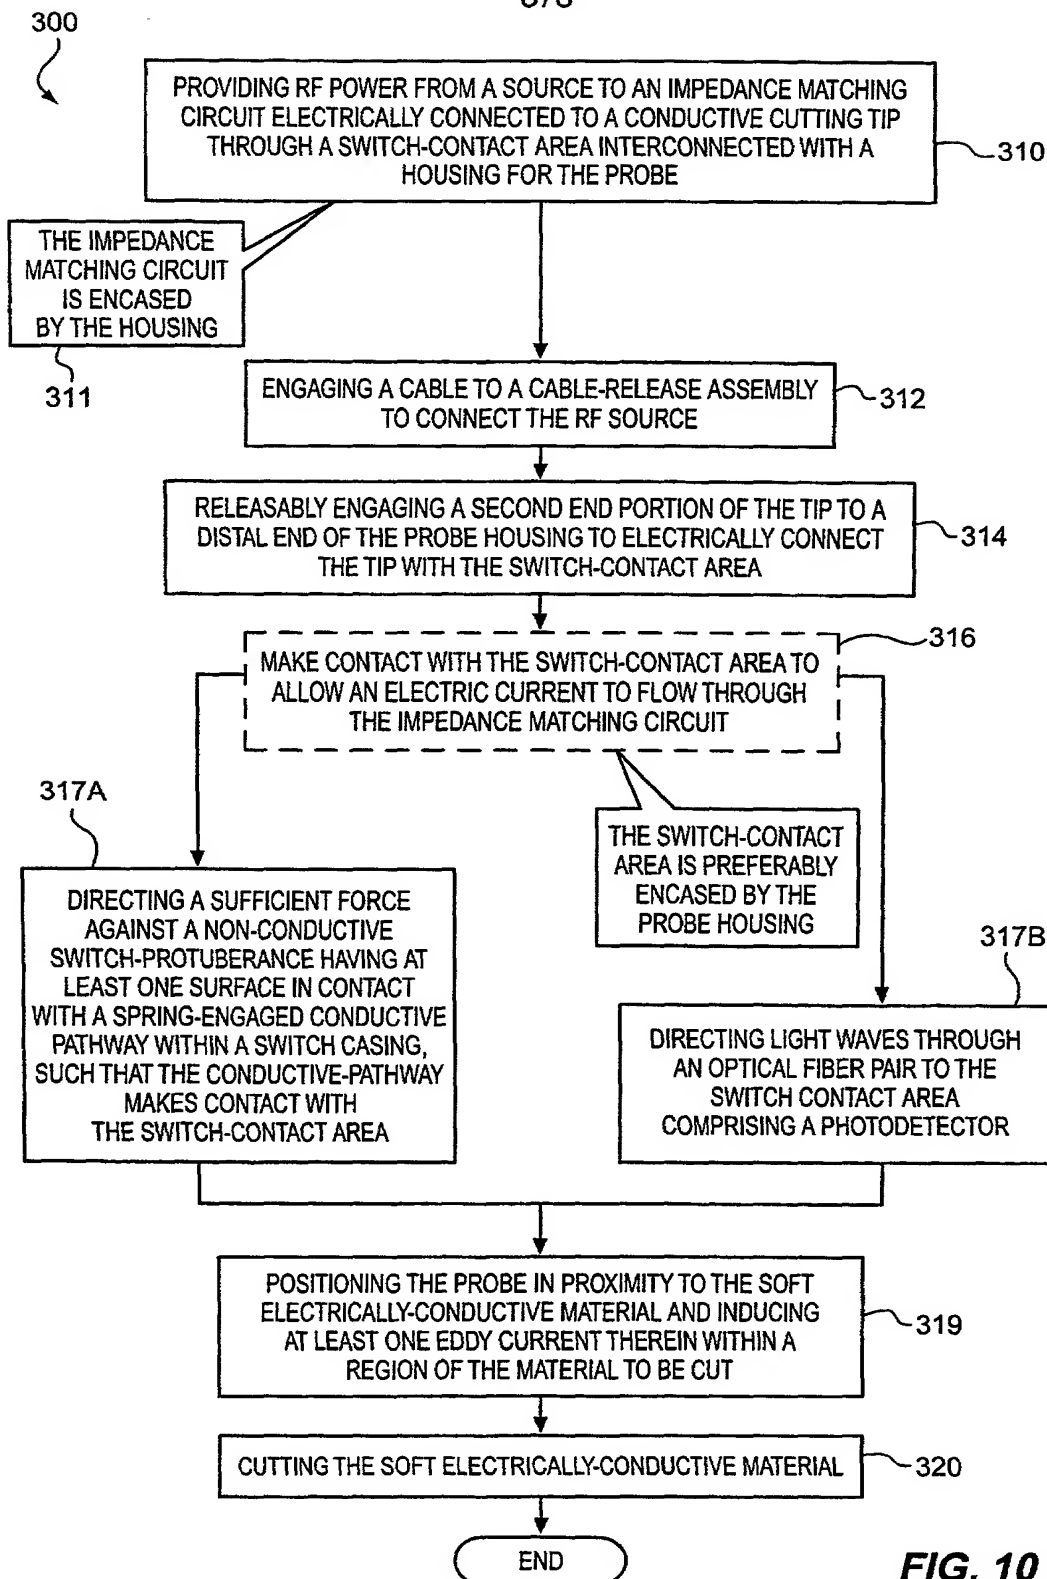 300
PROVIDING RF POWER FROM A SOURCE TO AN IMPEDANCE MATCHING
CIRCUIT ELECTRICALLY CONNECTED TO A CONDUCTIVE CUTTING TIP
THROUGH A SWITCH-CONTACT AREA INTERCONNECTED WITH A
HOUSING FOR THE PROBE
310
THE IMPEDANCE
MATCHING CIRCUIT
IS ENCASED
BY THE HOUSING
311
ENGAGING A CABLE TO A CABLE-RELEASE ASSEMBLY
TO CONNECT THE RF SOURCE
312
RELEASABLY ENGAGING A SECOND END PORTION OF THE TIP TO A
DISTAL END OF THE PROBE HOUSING TO ELECTRICALLY CONNECT
THE TIP WITH THE SWITCH-CONTACT AREA
314
MAKE CONTACT WITH THE SWITCH-CONTACT AREA TO
ALLOW AN ELECTRIC CURRENT TO FLOW THROUGH
THE IMPEDANCE MATCHING CIRCUIT
316
THE SWITCH-CONTACT
AREA IS PREFERABLY
ENCASED BY THE
PROBE HOUSING
317A
DIRECTING A SUFFICIENT FORCE
AGAINST A NON-CONDUCTIVE
SWITCH-PROTUBERANCE HAVING AT
LEAST ONE SURFACE IN CONTACT
WITH A SPRING-ENGAGED CONDUCTIVE
PATHWAY WITHIN A SWITCH CASING,
SUCH THAT THE CONDUCTIVE-PATHWAY
MAKES CONTACT WITH
THE SWITCH-CONTACT AREA
317B
DIRECTING LIGHT WAVES THROUGH
AN OPTICAL FIBER PAIR TO THE
SWITCH CONTACT AREA
COMPRISING A PHOTODETECTOR
POSITIONING THE PROBE IN PROXIMITY TO THE SOFT
ELECTRICALLY-CONDUCTIVE MATERIAL AND INDUCING
AT LEAST ONE EDDY CURRENT THEREIN WITHIN A
REGION OF THE MATERIAL TO BE CUT
319
CUTTING THE SOFT ELECTRICALLY-CONDUCTIVE MATERIAL
320
END
FIG. 10